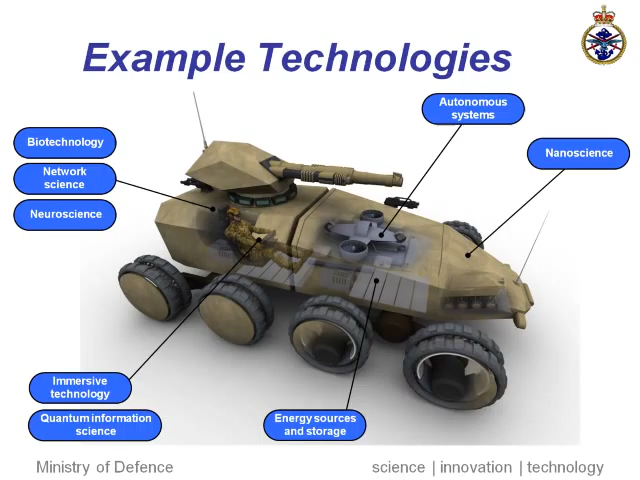 Example Technologies
Autonomous
systems
Biotechnology
Nanoscience
Network
science
Neuroscience
Immersive
technology
Quantum information
science
Energy sources
and storage
Ministry of Defence
science | innovation | technology